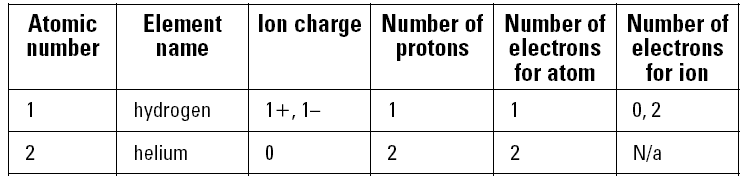 Atomic number | Element name | Ion charge | Number of protons | Number of electrons for atom | Number of electrons for ion
1 | hydrogen | 1+, 1– | 1 | 1 | 0, 2
2 | helium | 0 | 2 | 2 | N/a